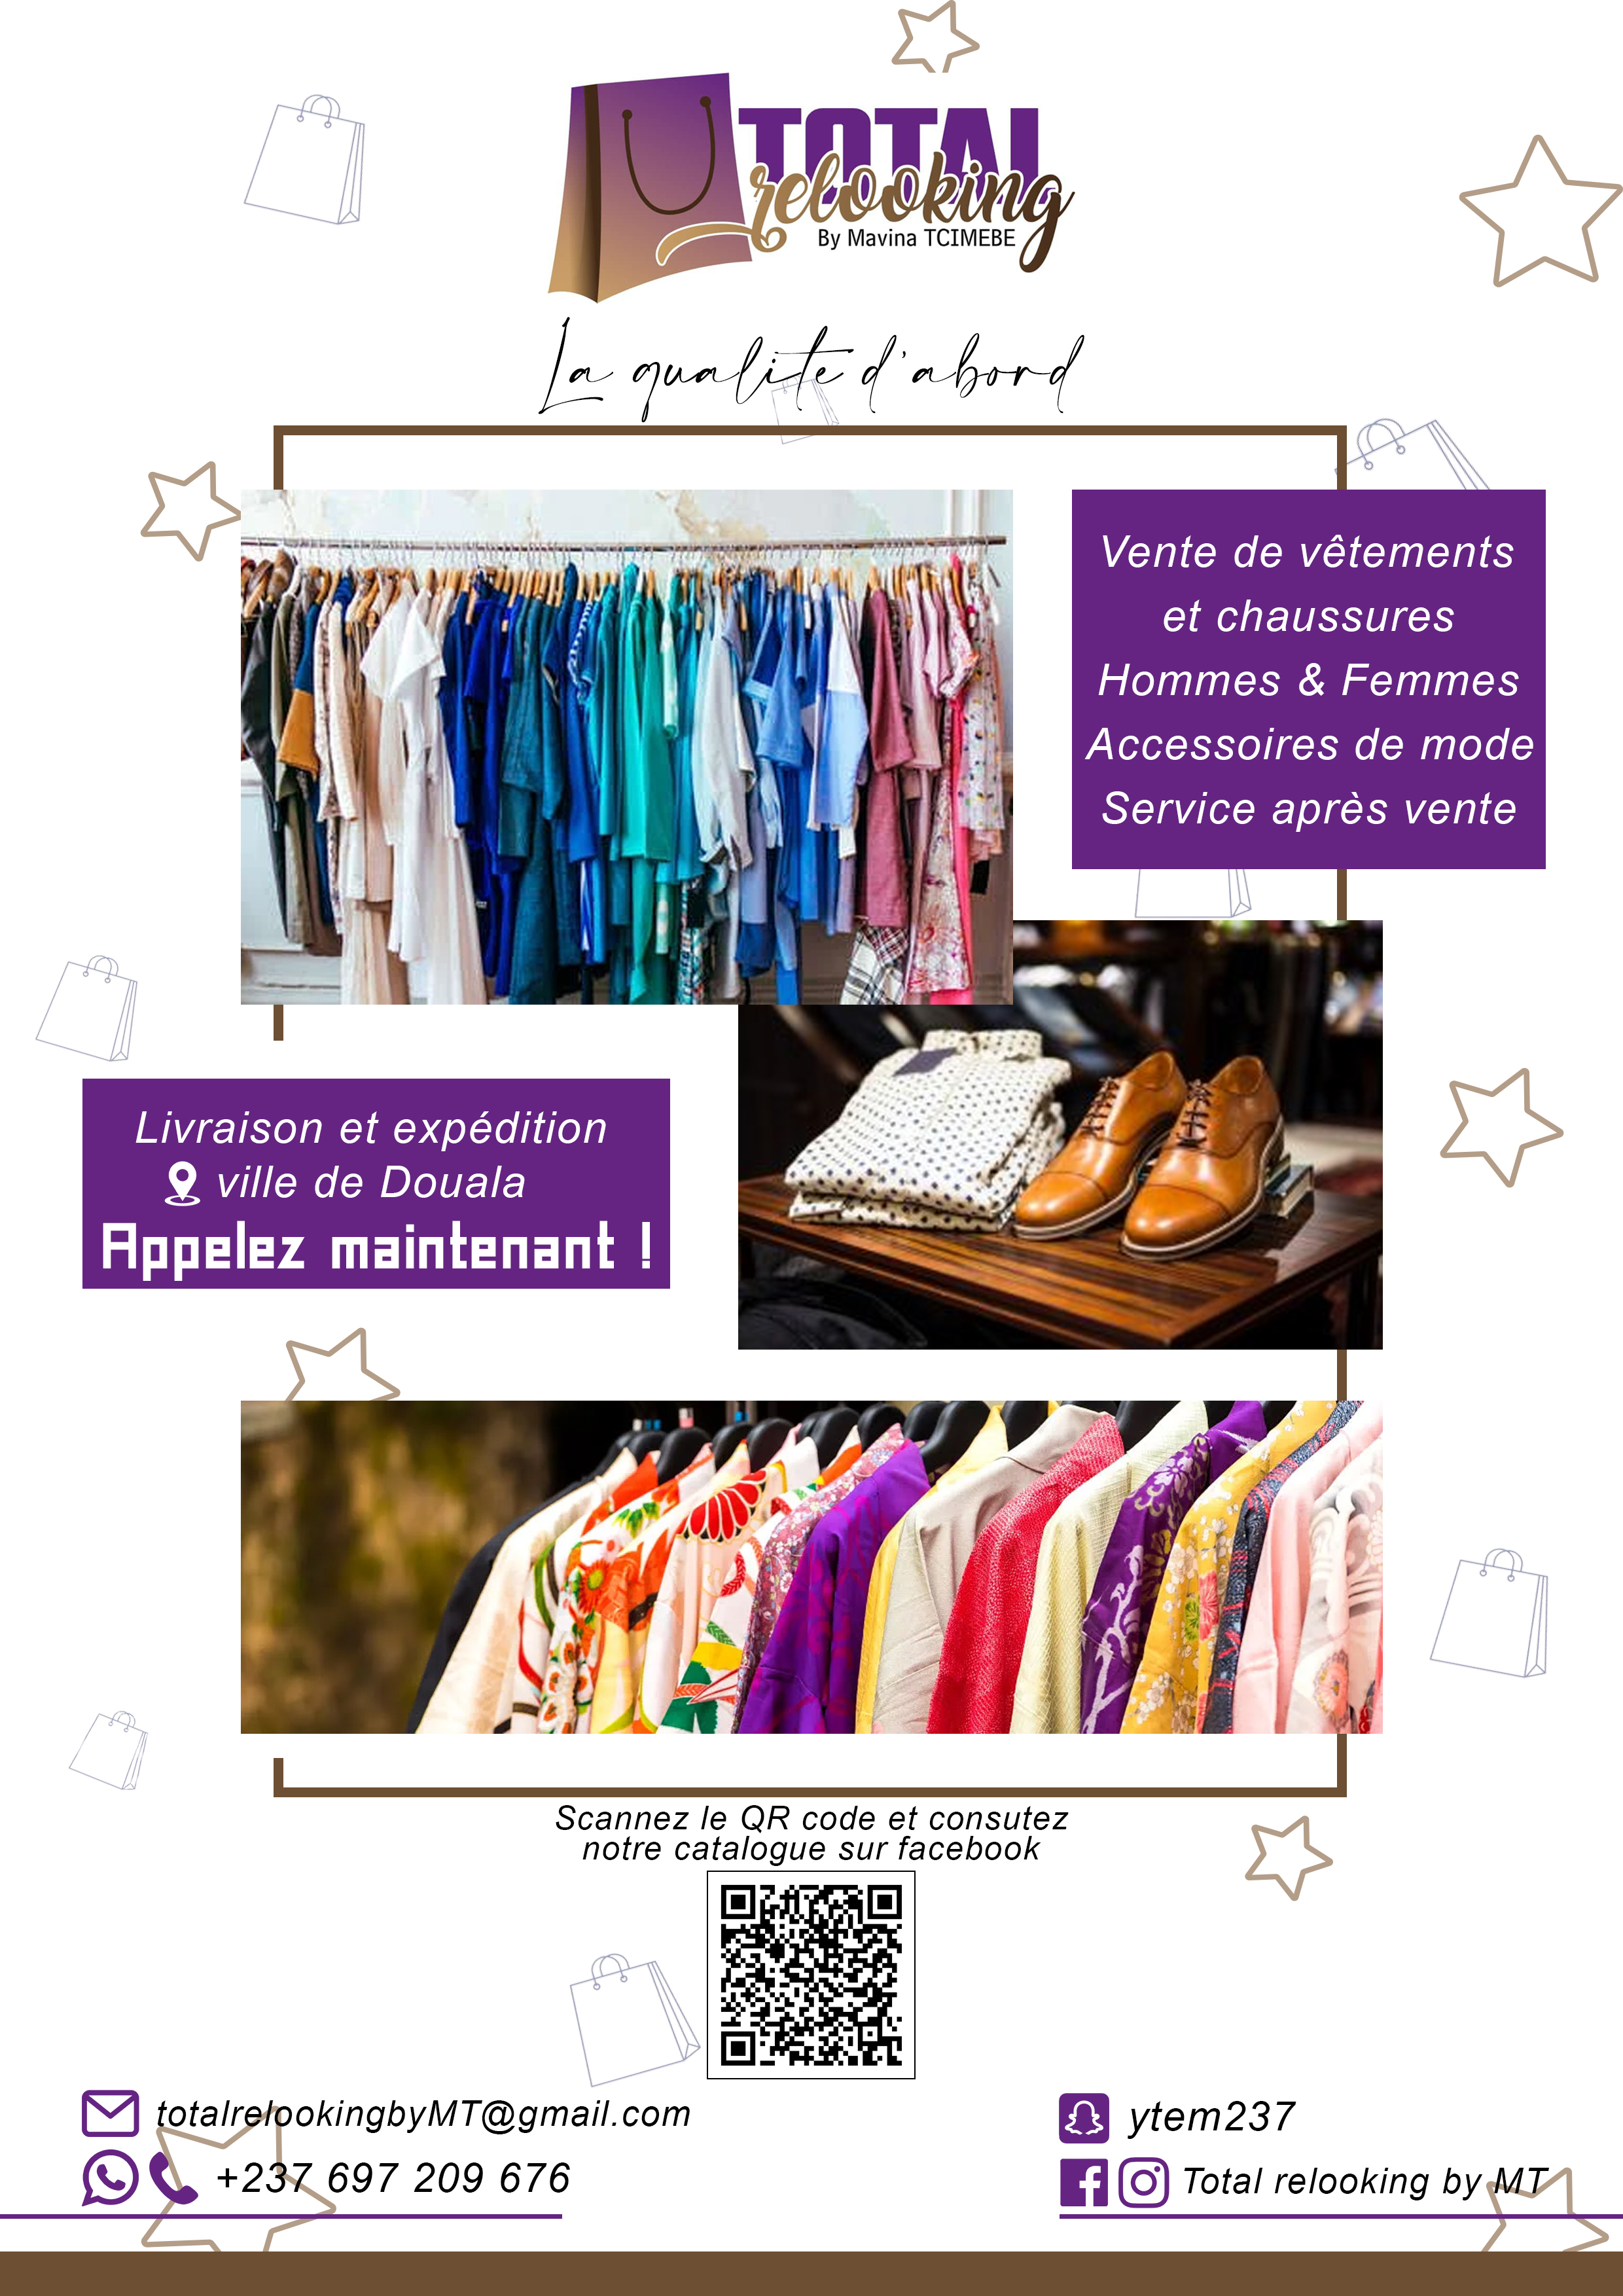 TOTAL
relooking
By Mavina TCIMEBE
La qualite d'abord
Vente de vêtements
et chaussures
Hommes & Femmes
Accessoires de mode
Service après vente
Livraison et expédition
ville de Douala
Appelez maintenant !
Scannez le QR code et consutez
notre catalogue sur facebook
totalrelookingbyMT@gmail.com
+237 697 209 676
ytem237
Total relooking by MT